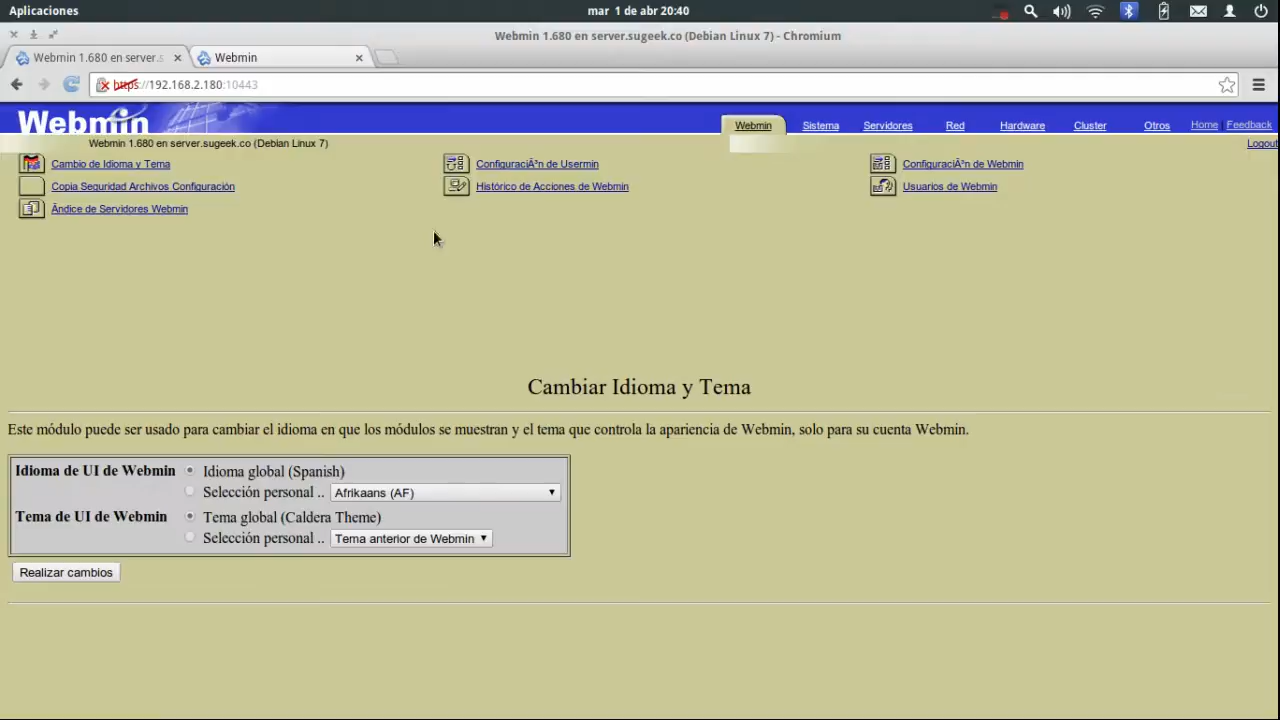 Aplicaciones
mar 1 de abr 20:40
Webmin 1.680 en server.sugeek.co (Debian Linux 7) - Chromium
Webmin 1.680 en server.s
Webmin
https://192.168.2.180:10443
Webmin
Webmin Sistema Servidores Red Hardware Cluster Otros Home | Feedback
Webmin 1.680 en server.sugeek.co (Debian Linux 7)
Logout
Cambio de Idioma y Tema
ConfiguraciÃ³n de Usermin
ConfiguraciÃ³n de Webmin
Copia Seguridad Archivos Configuración
Histórico de Acciones de Webmin
Usuarios de Webmin
Ãndice de Servidores Webmin
Cambiar Idioma y Tema
Este módulo puede ser usado para cambiar el idioma en que los módulos se muestran y el tema que controla la apariencia de Webmin, solo para su cuenta Webmin.
Idioma de UI de Webmin Idioma global (Spanish)
Selección personal .. Afrikaans (AF)
Tema de UI de Webmin Tema global (Caldera Theme)
Selección personal .. Tema anterior de Webmin
Realizar cambios